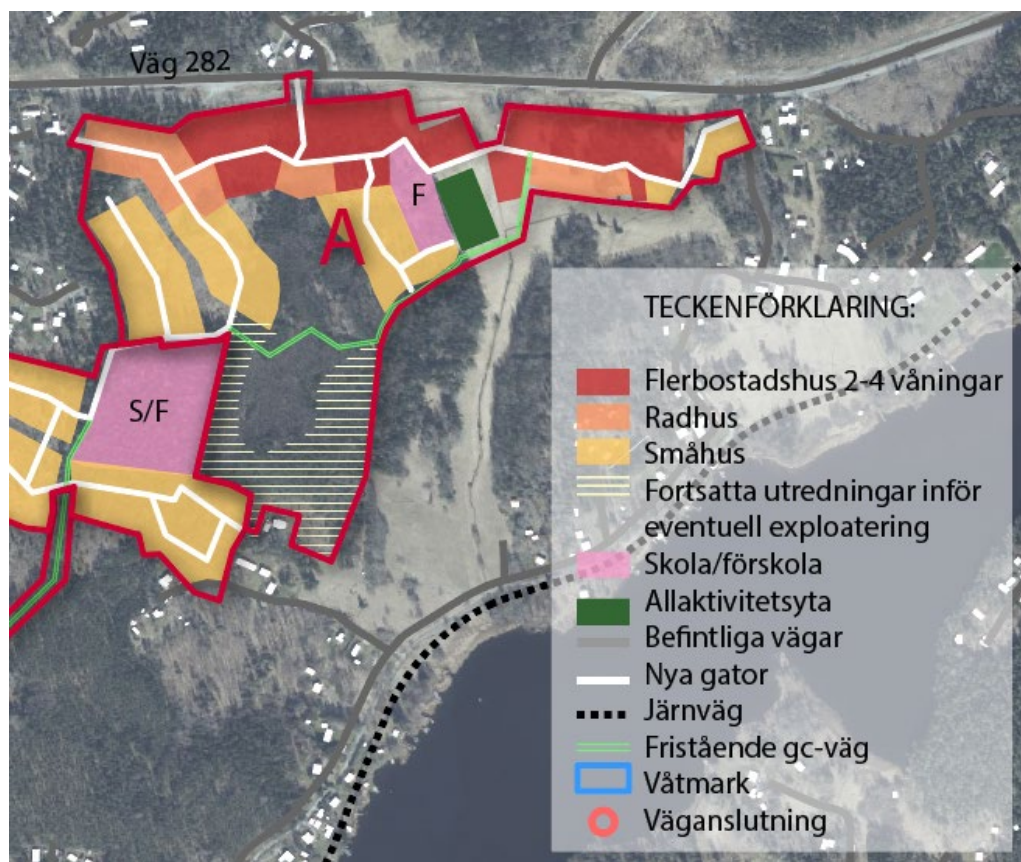 Väg 282
F
A
S/F
TECKENFÖRKLARING:
Flerbostadshus 2-4 våningar
Radhus
Småhus
Fortsatta utredningar inför
eventuell exploatering
Skola/förskola
Allaktivitetsyta
Befintliga vägar
Nya gator
Järnväg
Fristående gc-väg
Våtmark
Väganslutning